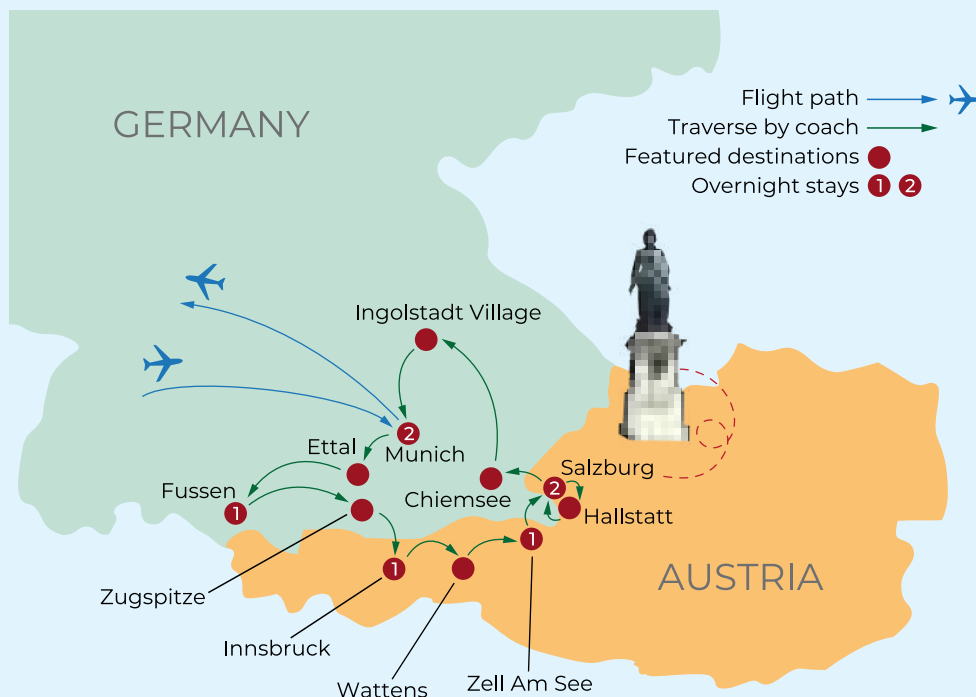 GERMANY
Flight path
Traverse by coach
Featured destinations
Overnight stays 1 2
Ingolstadt Village
2
Munich
Ettal
Fussen
1
Chiemsee
Salzburg
2
Hallstatt
1
1
Zugspitze
Innsbruck
Wattens
Zell Am See
AUSTRIA